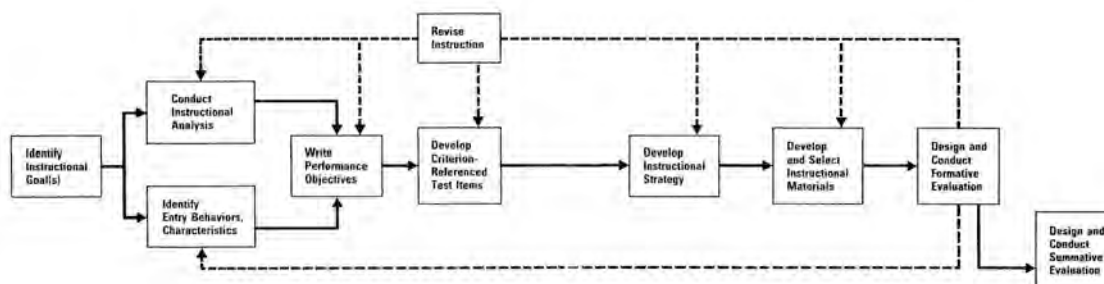 Revise
Instruction
Conduct
Instructional
Analysis
Identify
Instructional
Goal(s)
Write
Performance
Objectives
Develop
Criterion-
Referenced
Test Items
Develop
Instructional
Strategy
Develop
and Select
Instructional
Materials
Design and
Conduct
Formative
Evaluation
Identify
Entry Behaviors,
Characteristics
Design and
Conduct
Summative
Evaluation